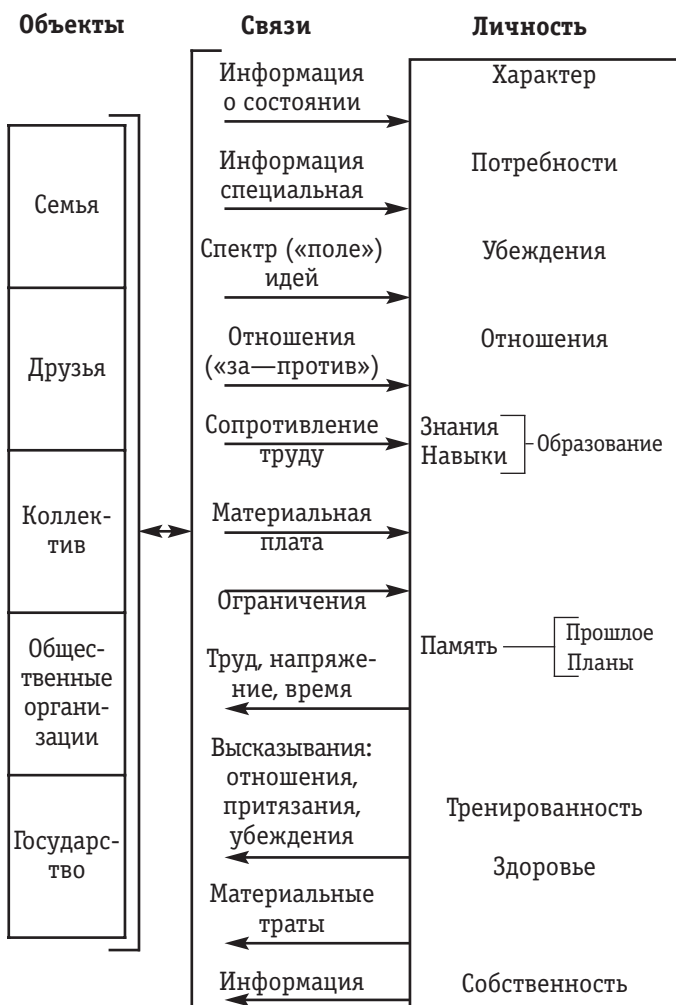 Объекты
Связи
Личность
Семья
Друзья
Коллек-
тив
Общес-
твенные
органи-
зации
Государс-
тво
Информация
о состоянии
Информация
специальная
Спектр («поле»)
идей
Отношения
(«за—против»)
Сопротивление
труду
Материальная
плата
Ограничения
Труд, напряже-
ние, время
Высказывания:
отношения,
притязания,
убеждения
Материальные
траты
Информация
Характер
Потребности
Убеждения
Отношения
Знания
Навыки
Образование
Память
Прошлое
Планы
Тренированность
Здоровье
Собственность